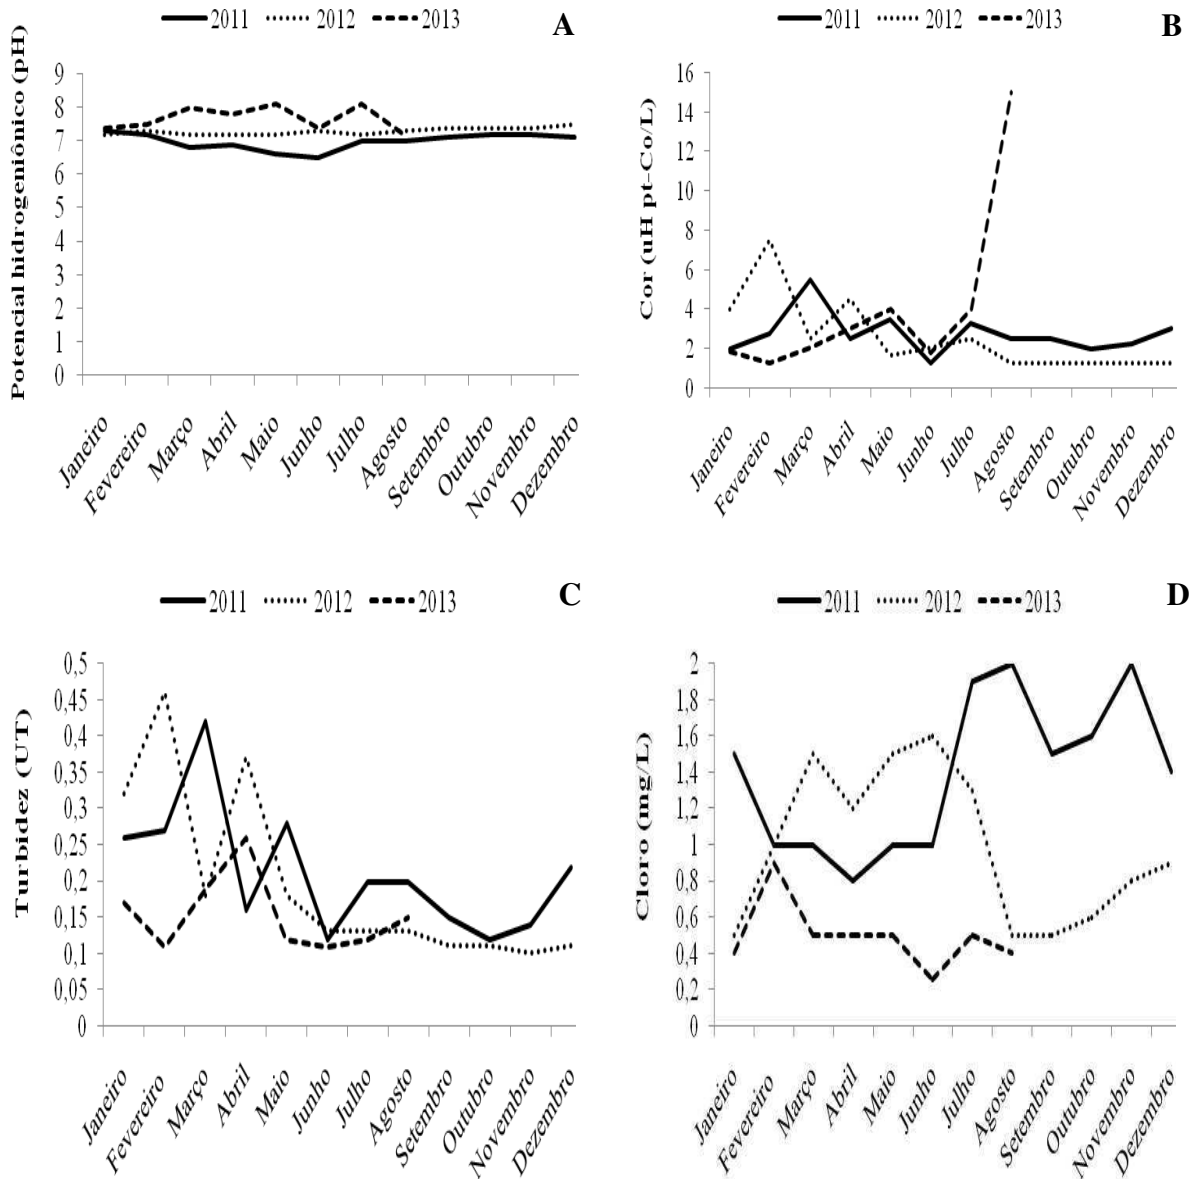 2011 2012 2013 A
Potencial hidrogeniônico (pH)
9
8
7
6
5
4
3
2
1
0
Janeiro
Fevereiro
Março
Abril
Maio
Junho
Julho
Agosto
Setembro
Outubro
Novembro
Dezembro
2011 2012 2013 B
Cor (uH pt-Co/L)
16
14
12
10
8
6
4
2
0
Janeiro
Fevereiro
Março
Abril
Maio
Junho
Julho
Agosto
Setembro
Outubro
Novembro
Dezembro
2011 2012 2013 C
Turbidez (UT)
0,5
0,45
0,4
0,35
0,3
0,25
0,2
0,15
0,1
0,05
0
Janeiro
Fevereiro
Março
Abril
Maio
Junho
Julho
Agosto
Setembro
Outubro
Novembro
Dezembro
2011 2012 2013 D
Cloro (mg/L)
2
1,8
1,6
1,4
1,2
1
0,8
0,6
0,4
0,2
0
Janeiro
Fevereiro
Março
Abril
Maio
Junho
Julho
Agosto
Setembro
Outubro
Novembro
Dezembro